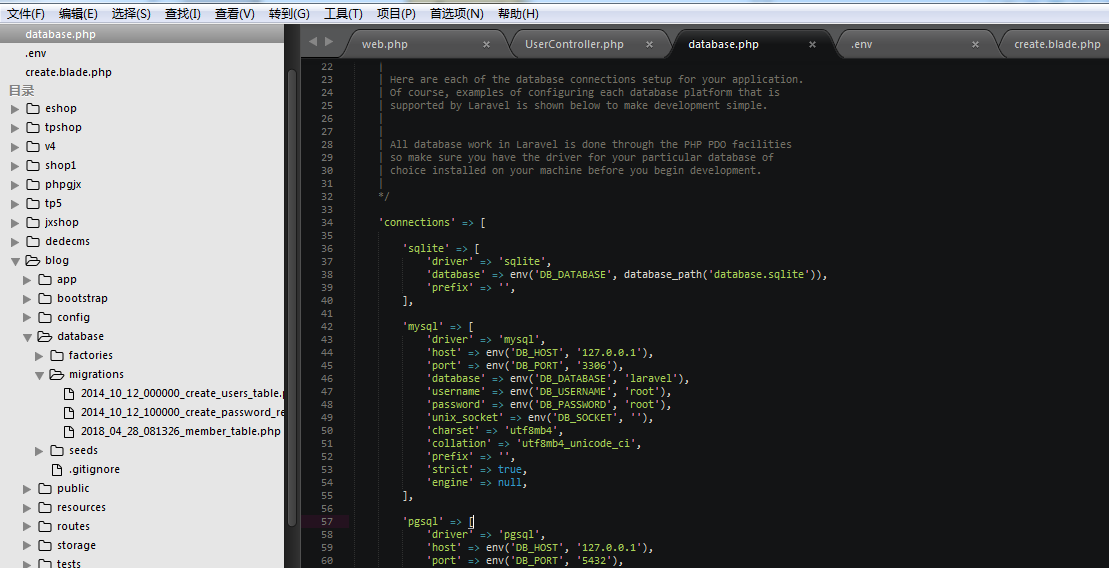 文件(F) 编辑(E) 选择(S) 查找(I) 查看(V) 转到(G) 工具(T) 项目(P) 首选项(N) 帮助(H)
database.php
.env
create.blade.php
目录
eshop
tpshop
v4
shop1
phpgjx
tp5
jxshop
dedecms
blog
app
bootstrap
config
database
factories
migrations
2014_10_12_000000_create_users_table.p
2014_10_12_100000_create_password_re
2018_04_28_081326_member_table.php
seeds
.gitignore
public
resources
routes
storage
tests
web.php × UserController.php × database.php × .env × create.blade.php
22 |
23 | Here are each of the database connections setup for your application.
24 | Of course, examples of configuring each database platform that is
25 | supported by Laravel is shown below to make development simple.
26 |
27 |
28 | All database work in Laravel is done through the PHP PDO facilities
29 | so make sure you have the driver for your particular database of
30 | choice installed on your machine before you begin development.
31 |
32 */
33
34 'connections' => [
35
36 'sqlite' => [
37 'driver' => 'sqlite',
38 'database' => env('DB_DATABASE', database_path('database.sqlite')),
39 'prefix' => '',
40 ],
41
42 'mysql' => [
43 'driver' => 'mysql',
44 'host' => env('DB_HOST', '127.0.0.1'),
45 'port' => env('DB_PORT', '3306'),
46 'database' => env('DB_DATABASE', 'laravel'),
47 'username' => env('DB_USERNAME', 'root'),
48 'password' => env('DB_PASSWORD', 'root'),
49 'unix_socket' => env('DB_SOCKET', ''),
50 'charset' => 'utf8mb4',
51 'collation' => 'utf8mb4_unicode_ci',
52 'prefix' => '',
53 'strict' => true,
54 'engine' => null,
55 ],
56
57 'pgsql' => [
58 'driver' => 'pgsql',
59 'host' => env('DB_HOST', '127.0.0.1'),
60 'port' => env('DB_PORT', '5432'),